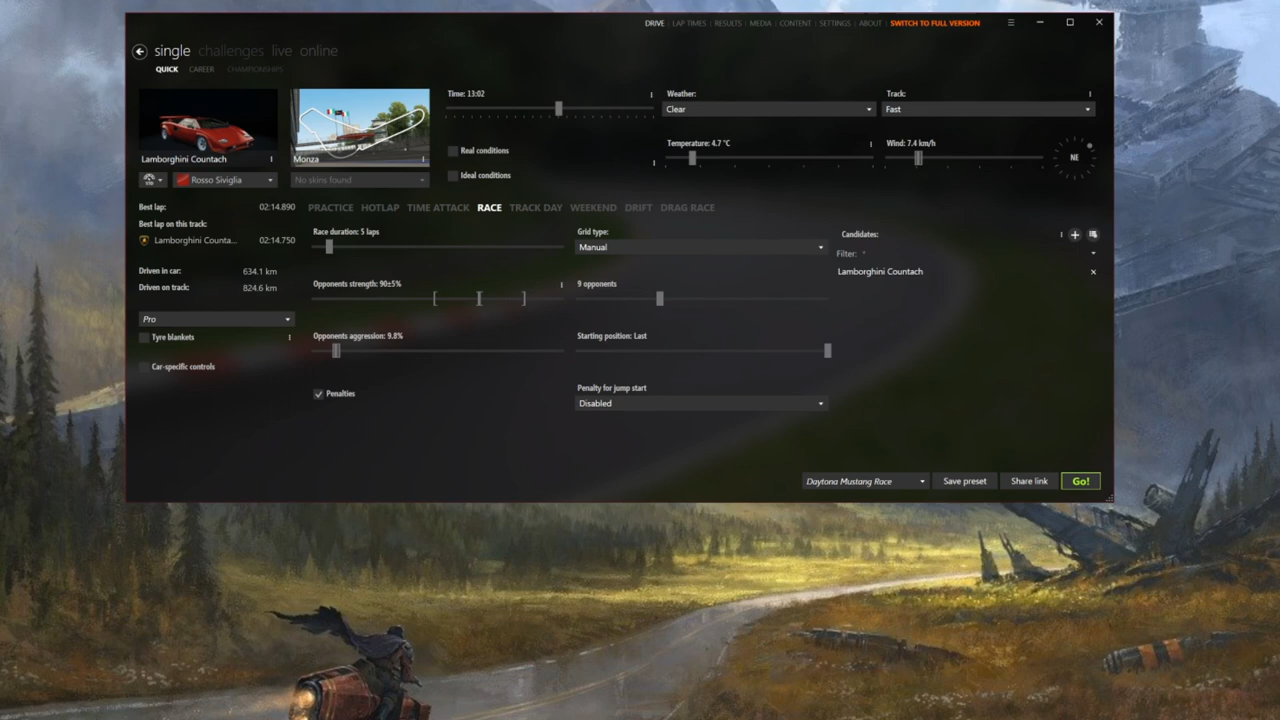 DRIVE | LAP TIMES | RESULTS | MEDIA | CONTENT | SETTINGS | ABOUT | SWITCH TO FULL VERSION
single challenges live online
QUICK CAREER CHAMPIONSHIPS
Lamborghini Countach
Monza
Rosso Siviglia
No skins found
Time: 13:02
Real conditions
Ideal conditions
Weather:
Clear
Track:
Fast
Temperature: 4.7 °C
Wind: 7.4 km/h
NE
Best lap: 02:14.890
Best lap on this track:
Lamborghini Counta... 02:14.750
Driven in car: 634.1 km
Driven on track: 824.6 km
Pro
Tyre blankets
Car-specific controls
PRACTICE HOTLAP TIME ATTACK RACE TRACK DAY WEEKEND DRIFT DRAG RACE
Race duration: 5 laps
Opponents strength: 90±5%
Opponents aggression: 9.8%
Penalties
Grid type:
Manual
9 opponents
Starting position: Last
Penalty for jump start
Disabled
Candidates:
Filter: *
Lamborghini Countach
Daytona Mustang Race
Save preset
Share link
Go!